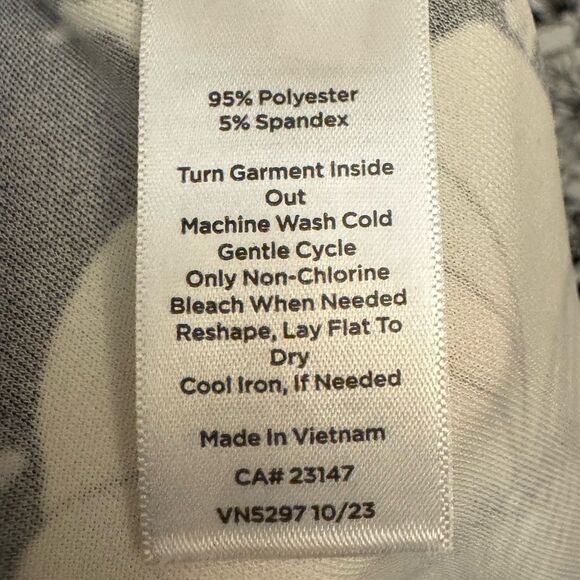 95% Polyester
5% Spandex
Turn Garment Inside
Out
Machine Wash Cold
Gentle Cycle
Only Non-Chlorine
Bleach When Needed
Reshape, Lay Flat To
Dry
Cool Iron, If Needed
Made In Vietnam
CA# 23147
VN5297 10/23